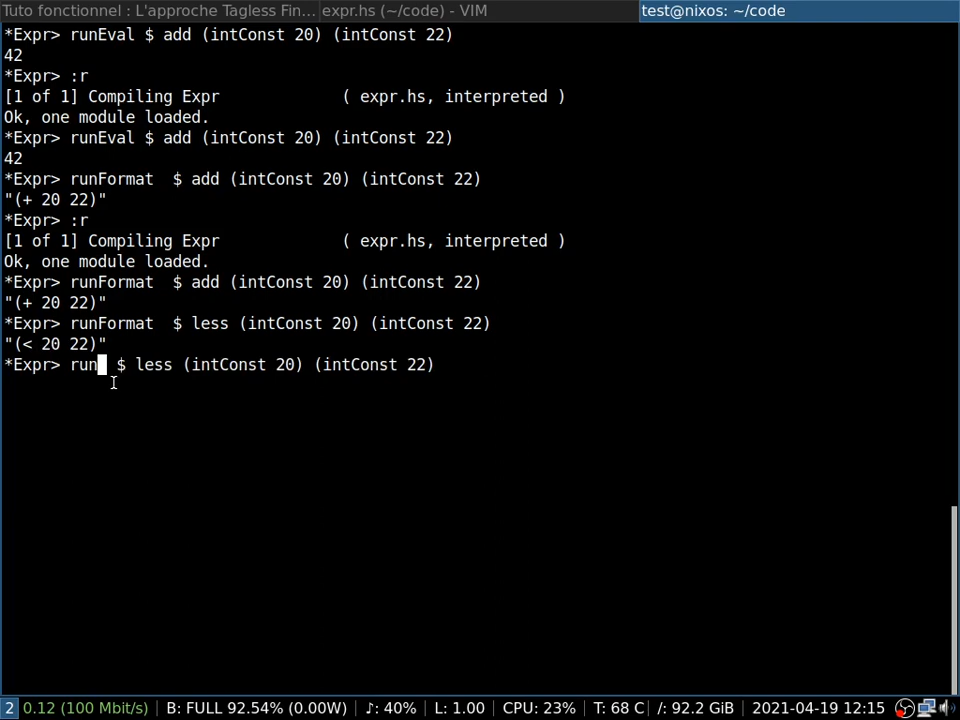 Tuto fonctionnel : L'approche Tagless Fin... expr.hs (~/code) - VIM test@nixos: ~/code
*Expr> runEval $ add (intConst 20) (intConst 22)
42
*Expr> :r
[1 of 1] Compiling Expr             ( expr.hs, interpreted )
Ok, one module loaded.
*Expr> runEval $ add (intConst 20) (intConst 22)
42
*Expr> runFormat  $ add (intConst 20) (intConst 22)
"(+ 20 22)"
*Expr> :r
[1 of 1] Compiling Expr             ( expr.hs, interpreted )
Ok, one module loaded.
*Expr> runFormat  $ add (intConst 20) (intConst 22)
"(+ 20 22)"
*Expr> runFormat  $ less (intConst 20) (intConst 22)
"(< 20 22)"
*Expr> run  $ less (intConst 20) (intConst 22)
2 0.12 (100 Mbit/s) | B: FULL 92.54% (0.00W) | ♪: 40% | L: 1.00 | CPU: 23% | T: 68 C | /: 92.2 GiB | 2021-04-19 12:15